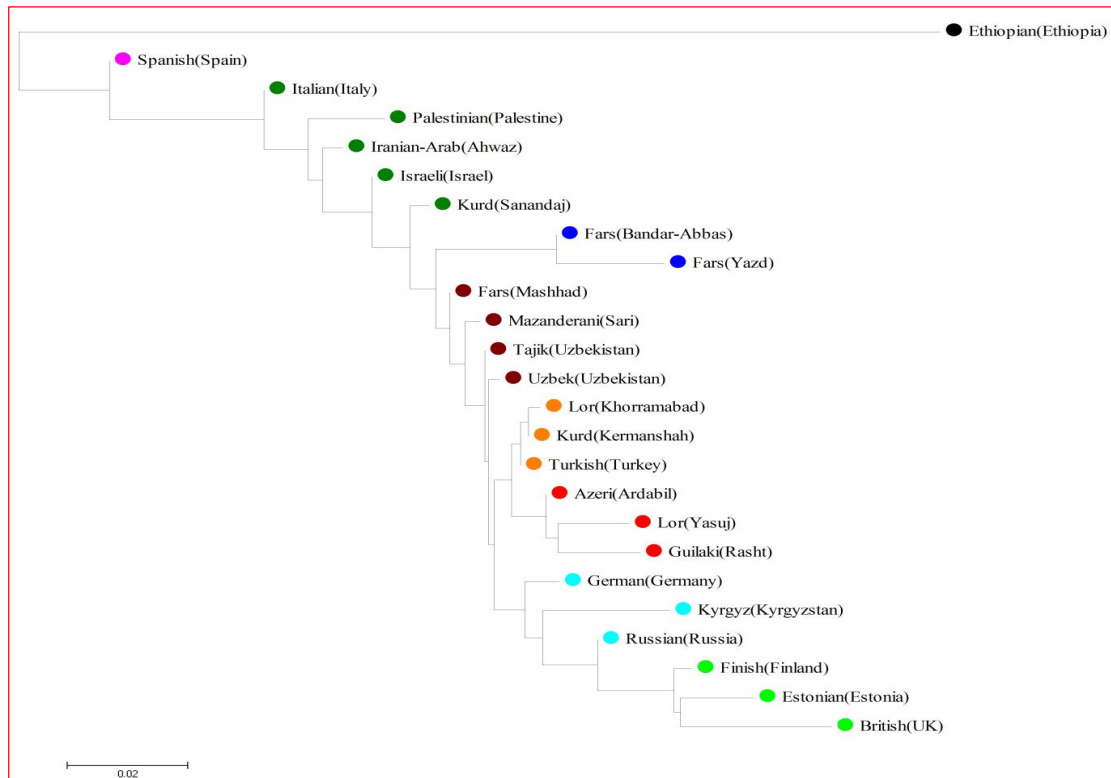 Ethiopian(Ethiopia)
Spanish(Spain)
Italian(Italy)
Palestinian(Palestine)
Iranian-Arab(Ahwaz)
Israeli(Israel)
Kurd(Sanandaj)
Fars(Bandar-Abbas)
Fars(Yazd)
Fars(Mashhad)
Mazanderani(Sari)
Tajik(Uzbekistan)
Uzbek(Uzbekistan)
Lor(Khorramabad)
Kurd(Kermanshah)
Turkish(Turkey)
Azeri(Ardabil)
Lor(Yasuj)
Guilaki(Rasht)
German(Germany)
Kyrgyz(Kyrgyzstan)
Russian(Russia)
Finish(Finland)
Estonian(Estonia)
British(UK)
0.02